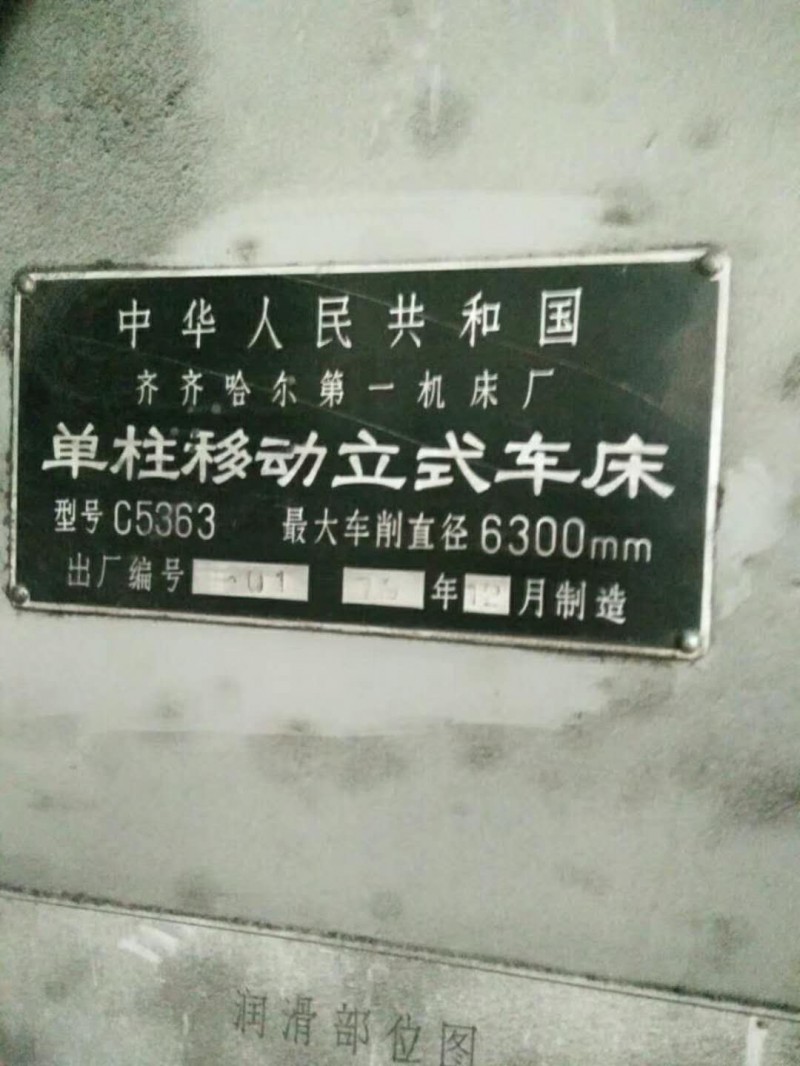 中华人民共和国
齐齐哈尔第一机床厂
单柱移动立式车床
型号 C5363 最大车削直径 6300mm
出厂编号 年 12 月制造
润滑部位图